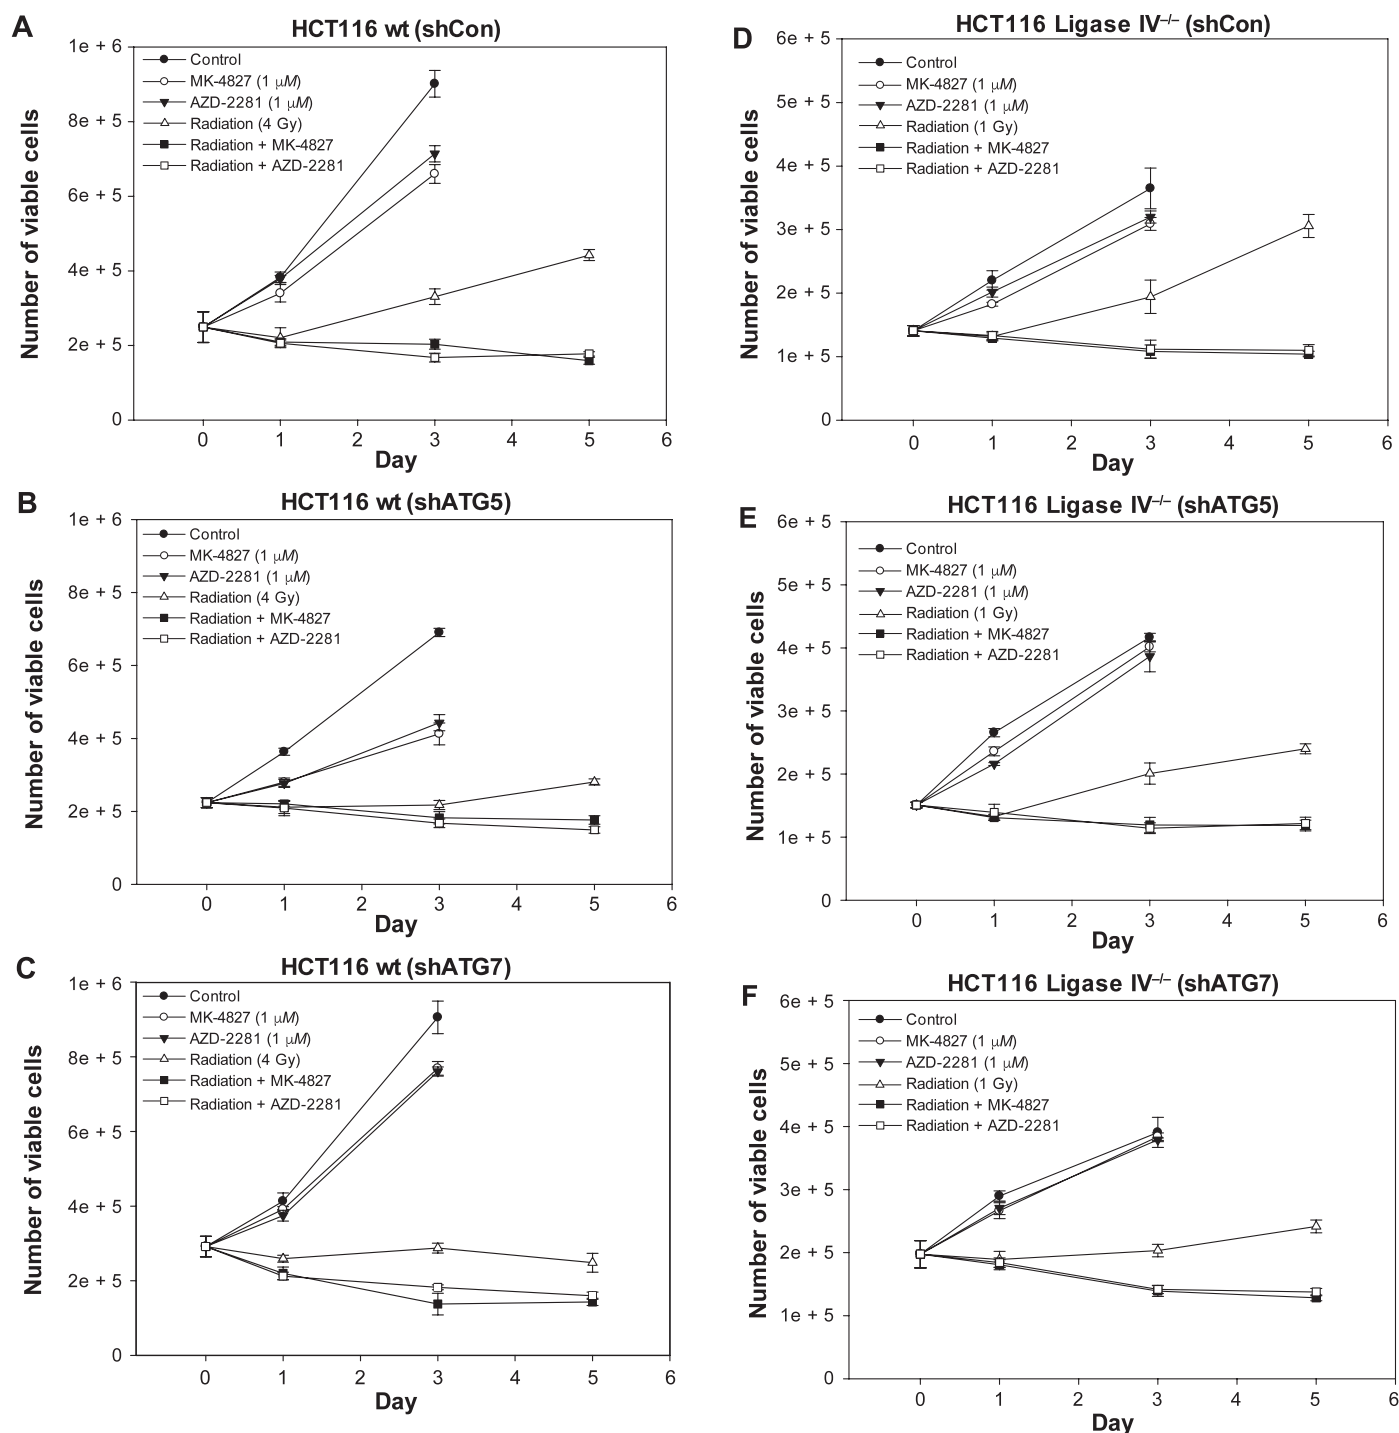 A
HCT116 wt (shCon)
Number of viable cells
1e + 6
8e + 5
6e + 5
4e + 5
2e + 5
0
Control
MK-4827 (1 μM)
AZD-2281 (1 μM)
Radiation (4 Gy)
Radiation + MK-4827
Radiation + AZD-2281
0 1 2 3 4 5 6
Day
B
HCT116 wt (shATG5)
Number of viable cells
1e + 6
8e + 5
6e + 5
4e + 5
2e + 5
0
Control
MK-4827 (1 μM)
AZD-2281 (1 μM)
Radiation (4 Gy)
Radiation + MK-4827
Radiation + AZD-2281
0 1 2 3 4 5 6
Day
C
HCT116 wt (shATG7)
Number of viable cells
1e + 6
8e + 5
6e + 5
4e + 5
2e + 5
0
Control
MK-4827 (1 μM)
AZD-2281 (1 μM)
Radiation (4 Gy)
Radiation + MK-4827
Radiation + AZD-2281
0 1 2 3 4 5 6
Day
D
HCT116 Ligase IV–/– (shCon)
Number of viable cells
6e + 5
5e + 5
4e + 5
3e + 5
2e + 5
1e + 5
0
Control
MK-4827 (1 μM)
AZD-2281 (1 μM)
Radiation (1 Gy)
Radiation + MK-4827
Radiation + AZD-2281
0 1 2 3 4 5 6
Day
E
HCT116 Ligase IV–/– (shATG5)
Number of viable cells
6e + 5
5e + 5
4e + 5
3e + 5
2e + 5
1e + 5
0
Control
MK-4827 (1 μM)
AZD-2281 (1 μM)
Radiation (1 Gy)
Radiation + MK-4827
Radiation + AZD-2281
0 1 2 3 4 5 6
Day
F
HCT116 Ligase IV–/– (shATG7)
Number of viable cells
6e + 5
5e + 5
4e + 5
3e + 5
2e + 5
1e + 5
0
Control
MK-4827 (1 μM)
AZD-2281 (1 μM)
Radiation (1 Gy)
Radiation + MK-4827
Radiation + AZD-2281
0 1 2 3 4 5 6
Day